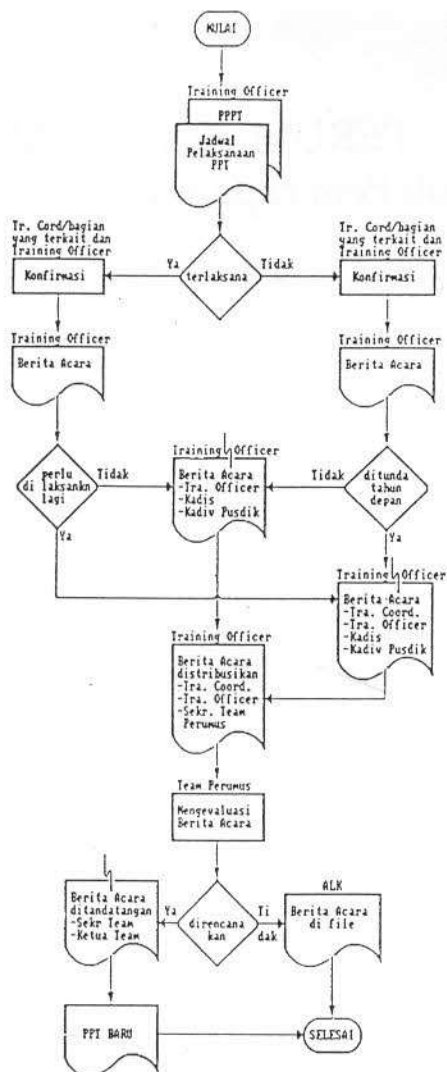 MULAI
Training Officer
PPPT
Jadwal
Pelaksanaan
PPT
Tr. Cord/bagian
yang terkait dan
Training Officer
Konfirmasi
Ya
terlaksana
Tidak
Tr. Cord/bagian
yang terkait dan
Training Officer
Konfirmasi
Training Officer
Berita Acara
Training Officer
Berita Acara
perlu
di laksankn
lagi
Tidak
Ya
Training Officer
Berita Acara
-Tra. Officer
-Kadis
-Kadiv Pusdik
Tidak
ditunda
tahun
depan
Ya
Training Officer
Berita Acara
-Tra. Coord.
-Tra. Officer
-Kadis
-Kadiv Pusdik
Training Officer
Berita Acara
distribusikan
-Tra. Coord.
-Tra. Officer
-Sekr. Team
Perumus
Team Perumus
Mengevaluasi
Berita Acara
Berita Acara
ditandatangan
-Sekr Team
-Ketua Team
Ya
direncana
kan
Ti
dak
ALK
Berita Acara
di file
PPT BARU
SELESAI